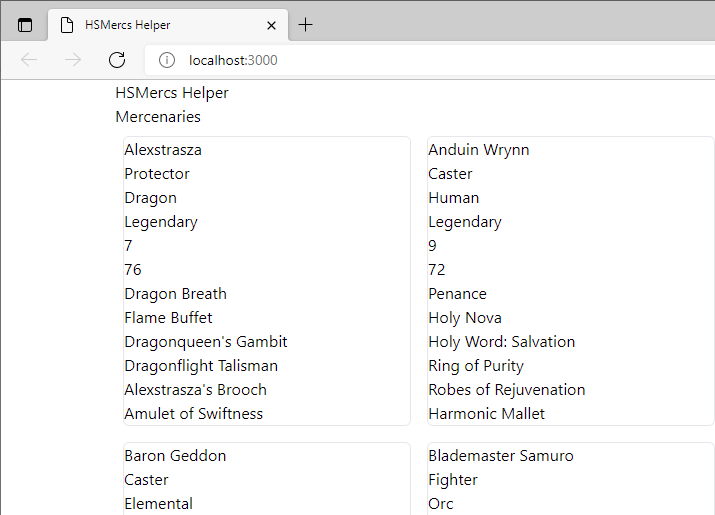 HSMercs Helper
localhost:3000
HSMercs Helper
Mercenaries
Alexstrasza
Protector
Dragon
Legendary
7
76
Dragon Breath
Flame Buffet
Dragonqueen's Gambit
Dragonflight Talisman
Alexstrasza's Brooch
Amulet of Swiftness
Anduin Wrynn
Caster
Human
Legendary
9
72
Penance
Holy Nova
Holy Word: Salvation
Ring of Purity
Robes of Rejuvenation
Harmonic Mallet
Baron Geddon
Caster
Elemental
Blademaster Samuro
Fighter
Orc